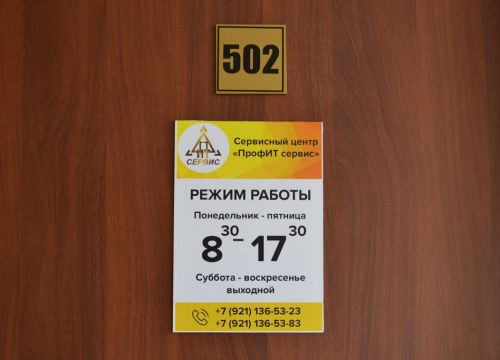 502
СЕРВИС
Сервисный центр
«ПрофИТ сервис»
РЕЖИМ РАБОТЫ
Понедельник - пятница
8 30 – 17 30
Суббота - воскресенье
выходной
+7 (921) 136-53-23
+7 (921) 136-53-83